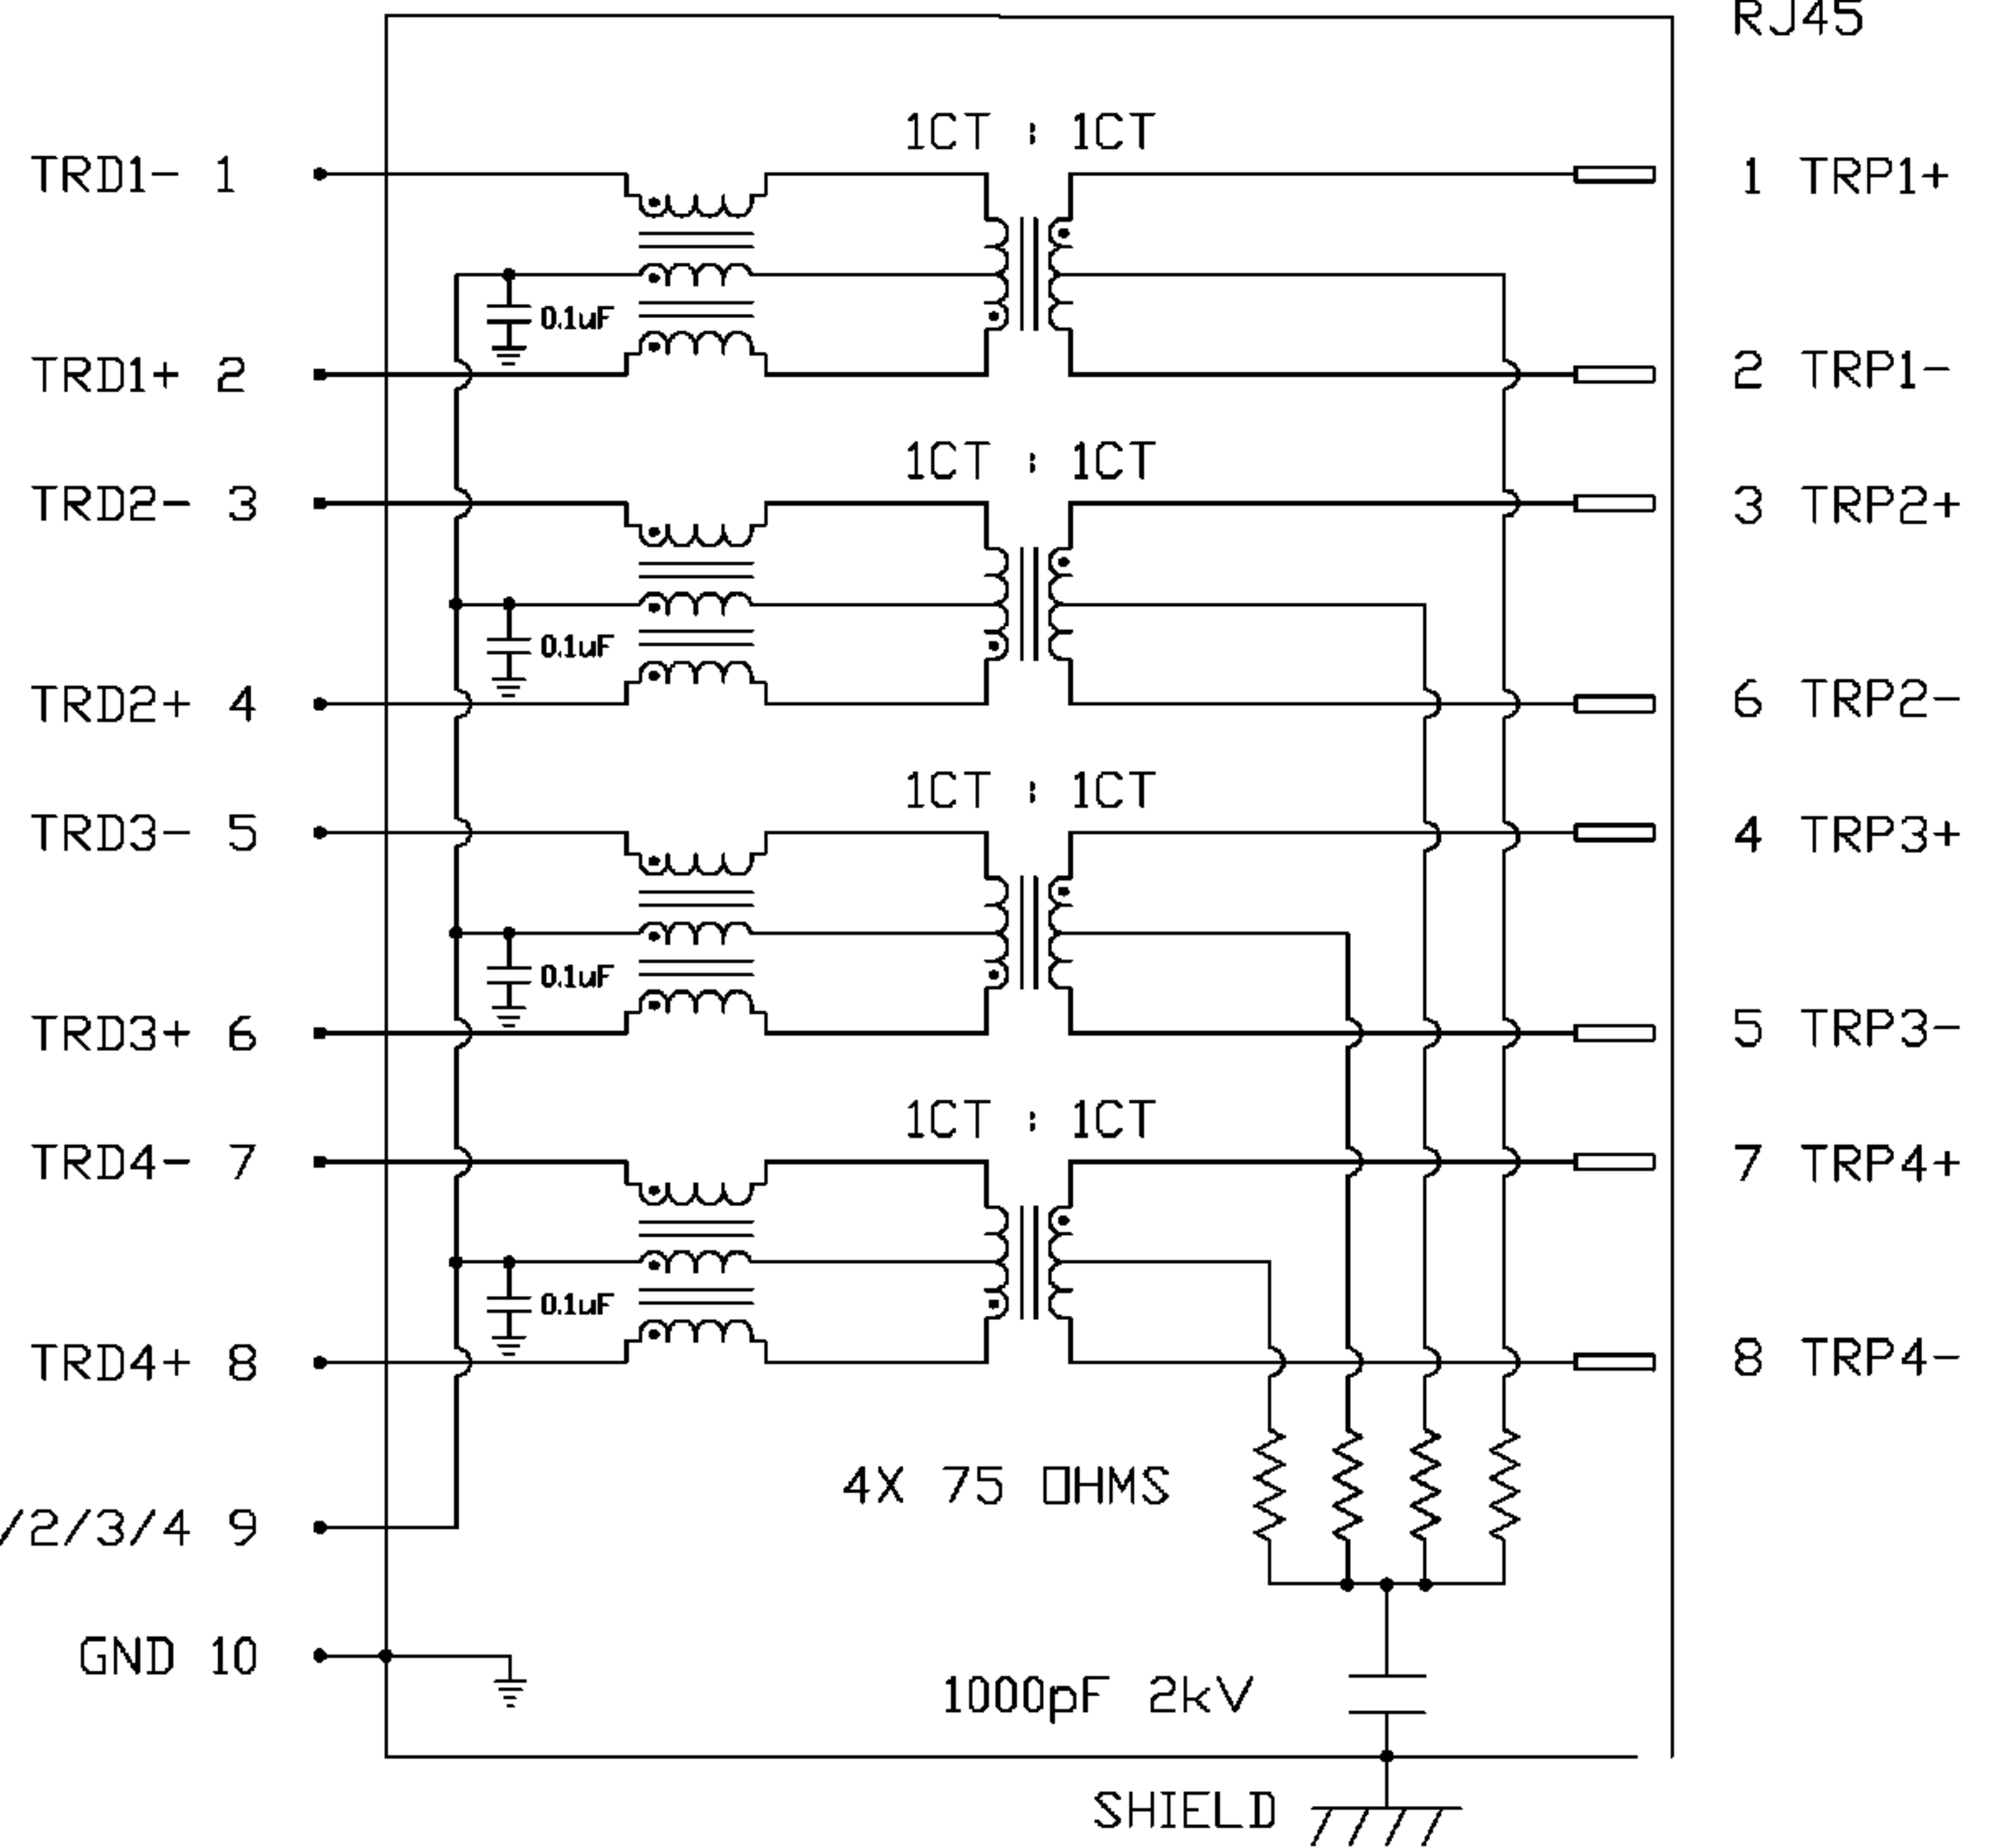 RJ45
1CT : 1CT
TRD1- 1
1 TRP1+
0.1uF
TRD1+ 2
2 TRP1-
1CT : 1CT
TRD2- 3
3 TRP2+
0.1uF
TRD2+ 4
6 TRP2-
1CT : 1CT
TRD3- 5
4 TRP3+
0.1uF
TRD3+ 6
5 TRP3-
1CT : 1CT
TRD4- 7
7 TRP4+
0.1uF
TRD4+ 8
8 TRP4-
4X 75 OHMS
/2/3/4 9
GND 10
1000pF 2kV
SHIELD